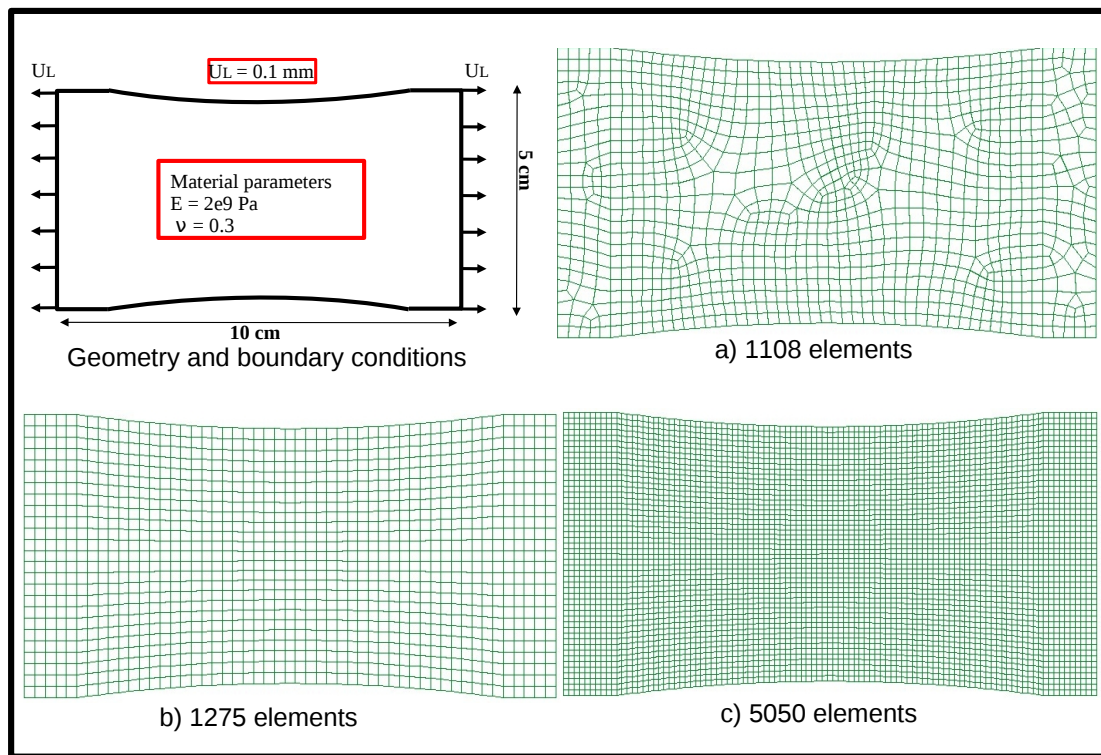 UL
UL = 0.1 mm
UL
5 cm
Material parameters
E = 2e9 Pa
ν = 0.3
10 cm
Geometry and boundary conditions
a) 1108 elements
b) 1275 elements
c) 5050 elements